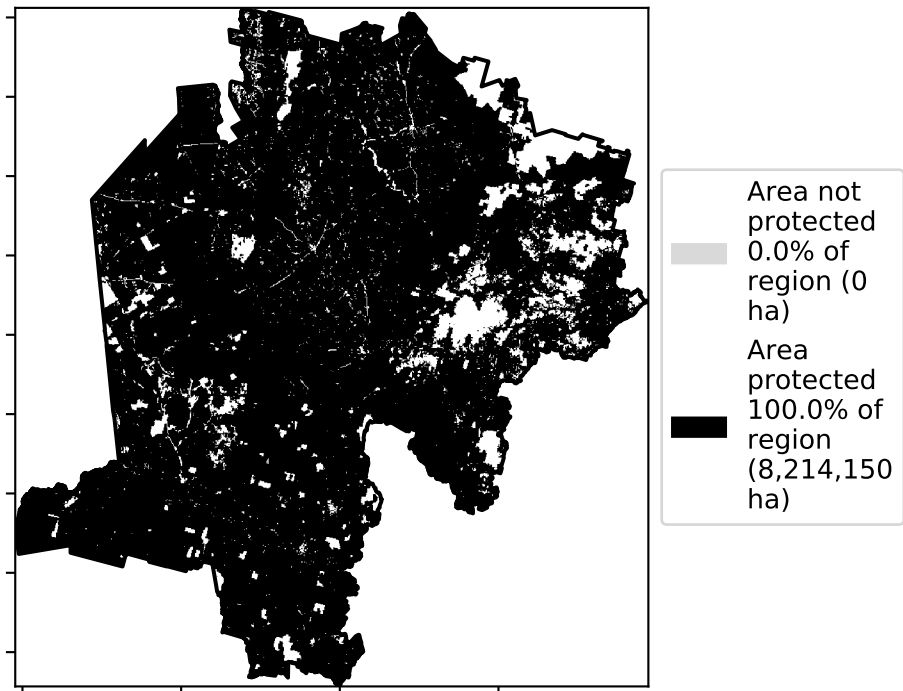 Area not
protected
0.0% of
region (0
ha)
Area
protected
100.0% of
region
(8,214,150
ha)